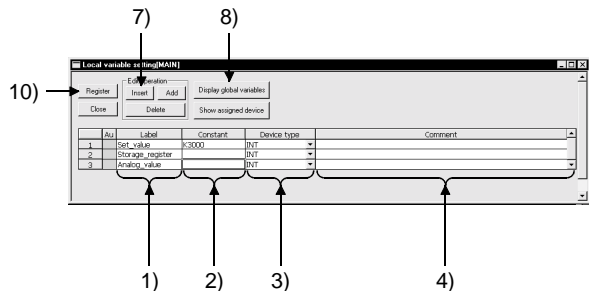 7) 8)
Local variable setting[MAIN]
Edit operation
10) Register Insert Add Display global variables
Close Delete Show assigned device
Au Label Constant Device type Comment
1 Set_value K3000 INT
2 Storage_register INT
3 Analog_value INT
1) 2) 3) 4)